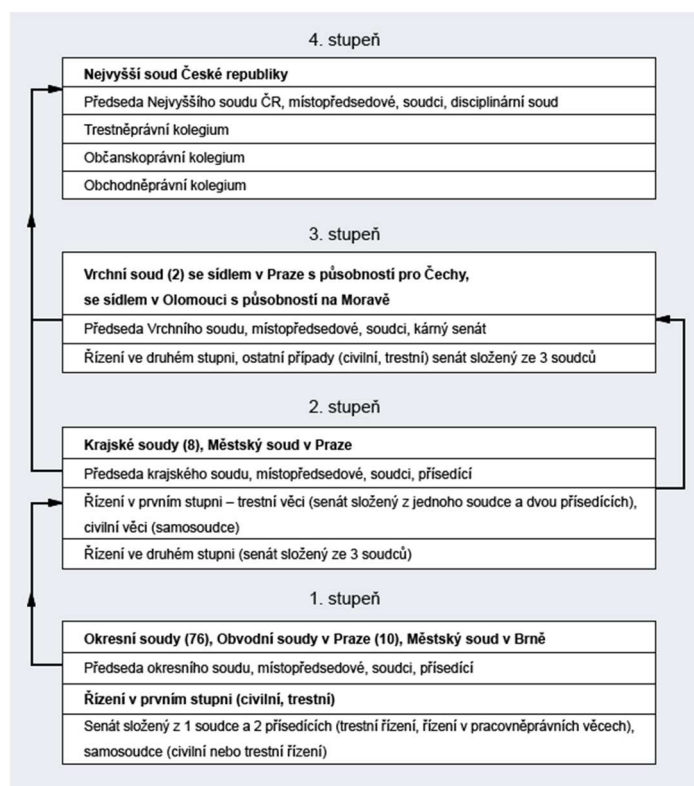 4. stupeň
Nejvyšší soud České republiky
Předseda Nejvyššího soudu ČR, místopředsedové, soudci, disciplinární soud
Trestněprávní kolegium
Občanskoprávní kolegium
Obchodněprávní kolegium
3. stupeň
Vrchní soud (2) se sídlem v Praze s působností pro Čechy,
se sídlem v Olomouci s působností na Moravě
Předseda Vrchního soudu, místopředsedové, soudci, kárný senát
Řízení ve druhém stupni, ostatní případy (civilní, trestní) senát složený ze 3 soudců
2. stupeň
Krajské soudy (8), Městský soud v Praze
Předseda krajského soudu, místopředsedové, soudci, přísedící
Řízení v prvním stupni – trestní věci (senát složený z jednoho soudce a dvou přísedících),
civilní věci (samosoudce)
Řízení ve druhém stupni (senát složený ze 3 soudců)
1. stupeň
Okresní soudy (76), Obvodní soudy v Praze (10), Městský soud v Brně
Předseda okresního soudu, místopředsedové, soudci, přísedící
Řízení v prvním stupni (civilní, trestní)
Senát složený z 1 soudce a 2 přísedících (trestní řízení, řízení v pracovněprávních věcech),
samosoudce (civilní nebo trestní řízení)